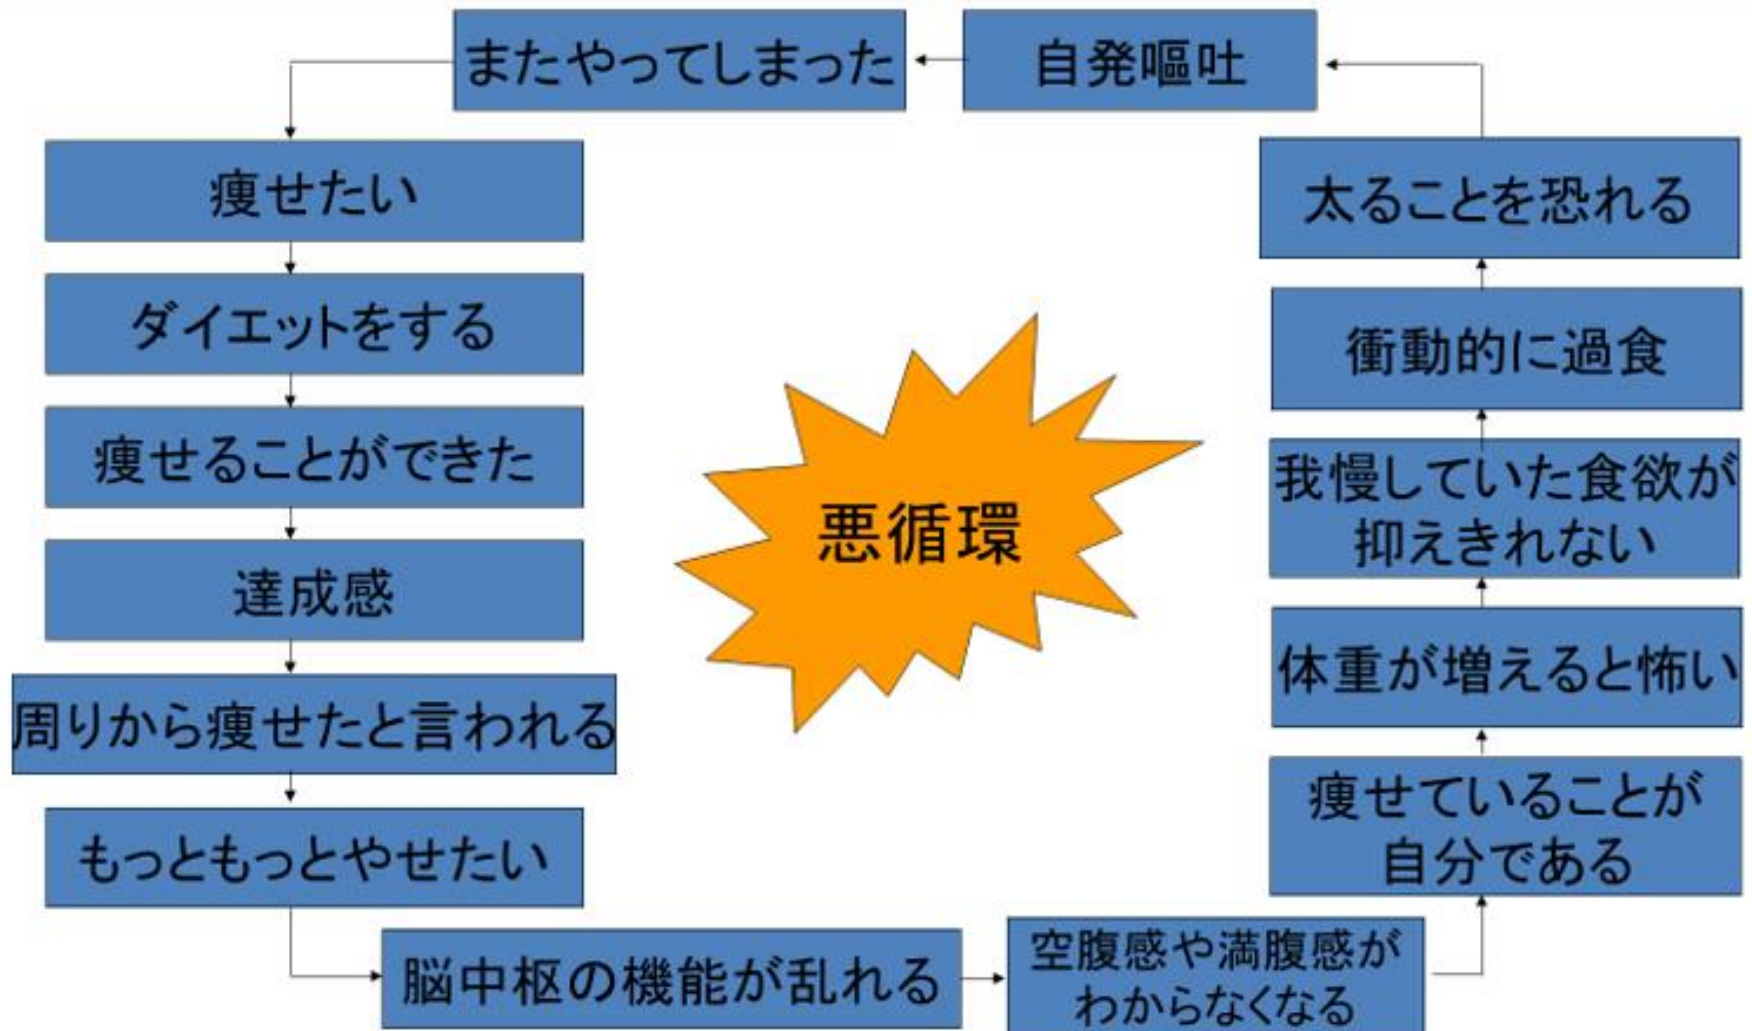 またやってしまった
自発嘔吐
痩せたい
ダイエットをする
痩せることができた
達成感
周りから痩せたと言われる
もっともっとやせたい
脳中枢の機能が乱れる
空腹感や満腹感が
わからなくなる
痩せていることが
自分である
体重が増えると怖い
我慢していた食欲が
抑えきれない
衝動的に過食
太ることを恐れる
悪循環